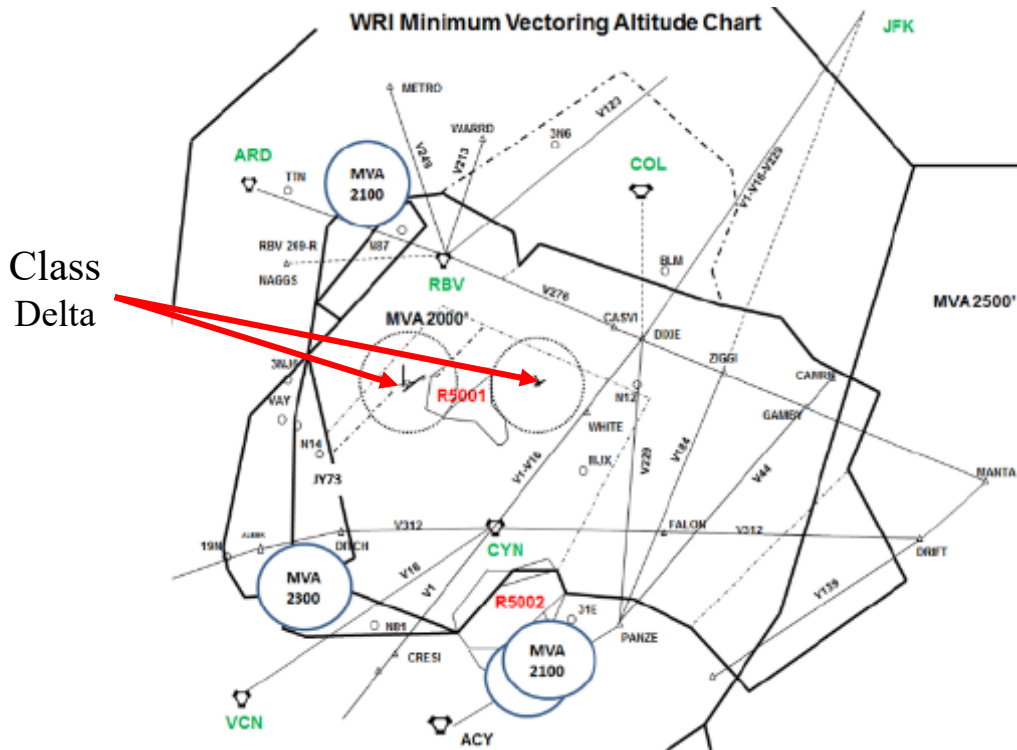 WRI Minimum Vectoring Altitude Chart
JFK
METRO
WARRD
3N6
V123
V249
V213
ARD
TTN
MVA
2100
COL
V1-V16-V229
RBV 269-R
NAGGS
N87
RBV
BLM
Class
Delta
V276
MVA 2500'
MVA 2000'
CASVI
DIXIE
ZIGGI
CAMRN
R5001
N12
GAMBY
VAY
WHITE
N14
JY73
V1-V16
BLIX
V229
V184
V44
MANTA
19N
DITCH
V312
CYN
FALON
V312
DRIFT
MVA
2300
V16
V1
R5002
31E
V139
N81
PANZE
CRESI
MVA
2100
VCN
ACY